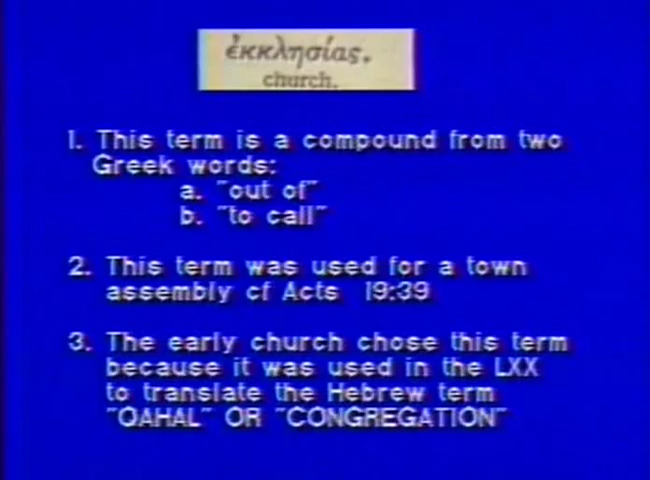 ἐκκλησίας.
church.
1. This term is a compound from two
Greek words:
a. "out of"
b. "to call"
2. This term was used for a town
assembly cf Acts 19:39
3. The early church chose this term
because it was used in the LXX
to translate the Hebrew term
"QAHAL" OR "CONGREGATION"